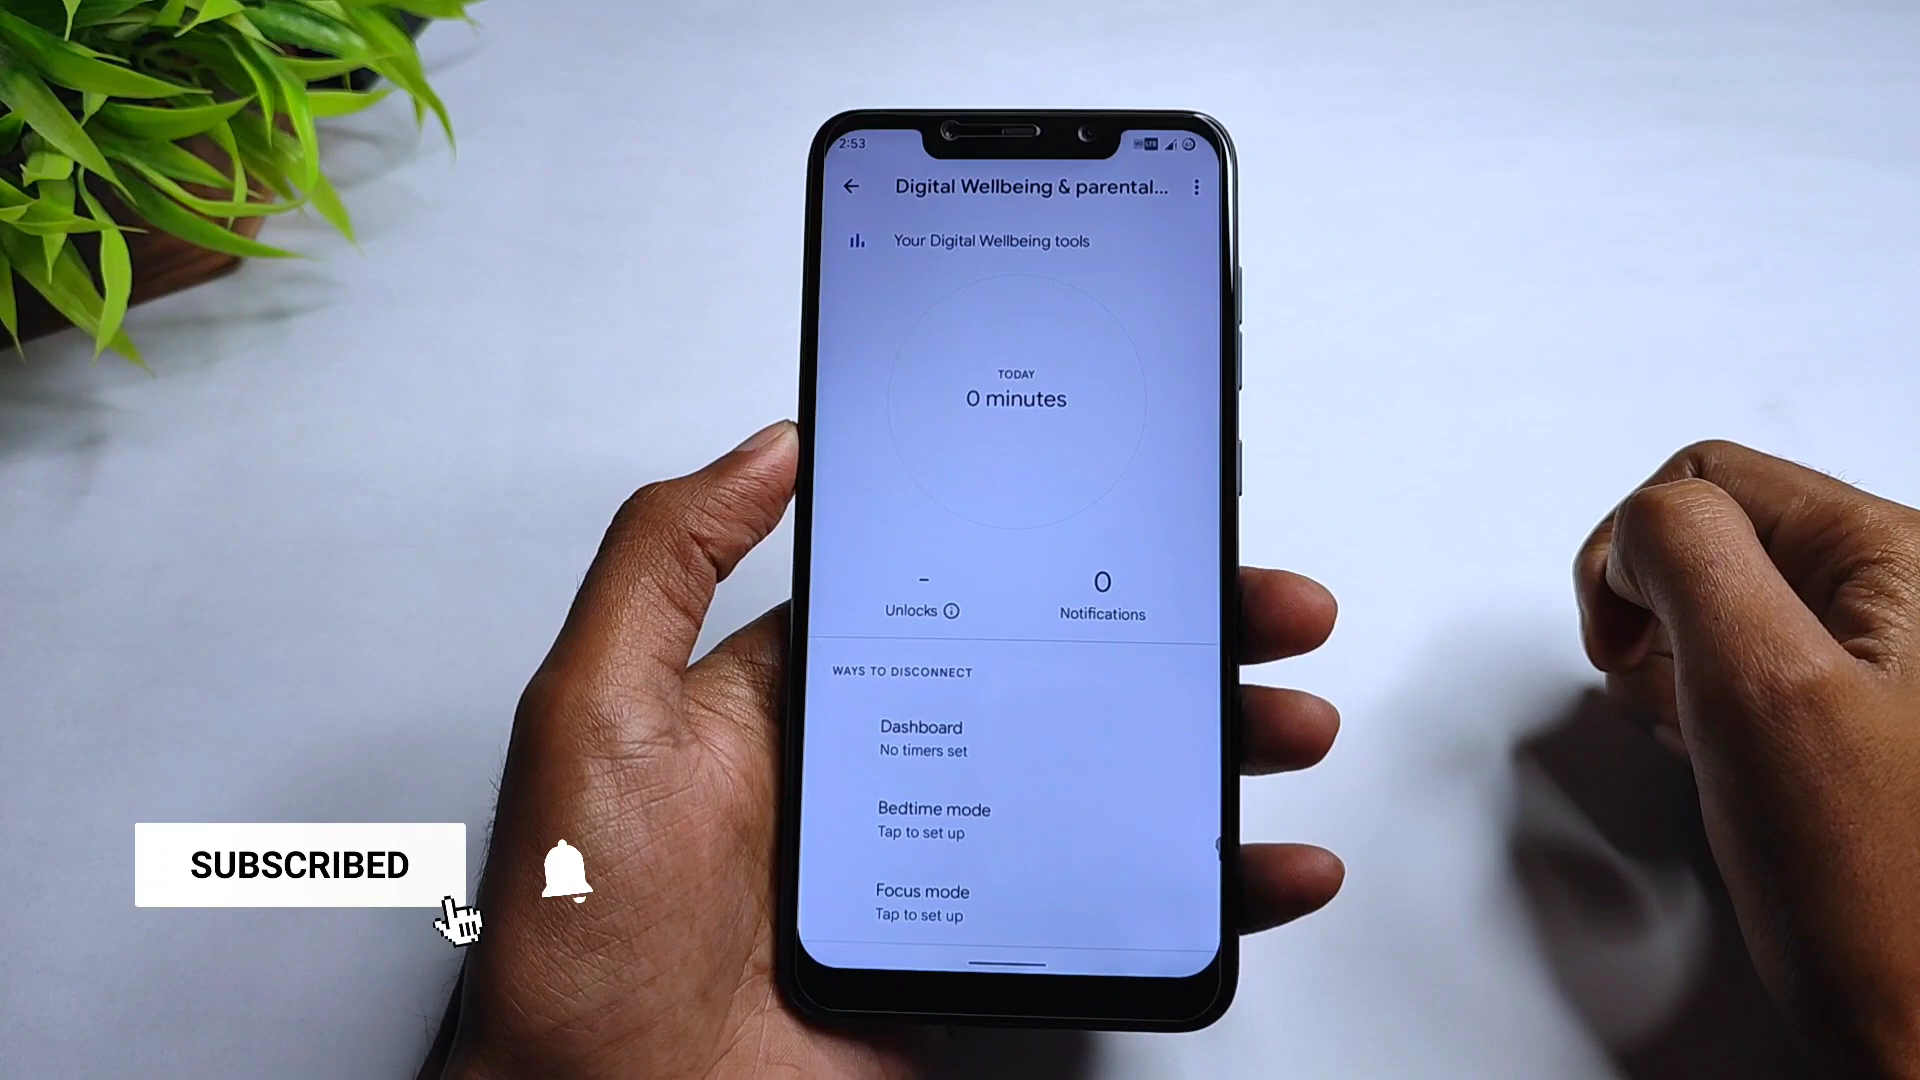 2:53
Digital Wellbeing & parental...
Your Digital Wellbeing tools
TODAY
0 minutes
-
0
Unlocks
Notifications
WAYS TO DISCONNECT
Dashboard
No timers set
Bedtime mode
Tap to set up
Focus mode
Tap to set up
SUBSCRIBED